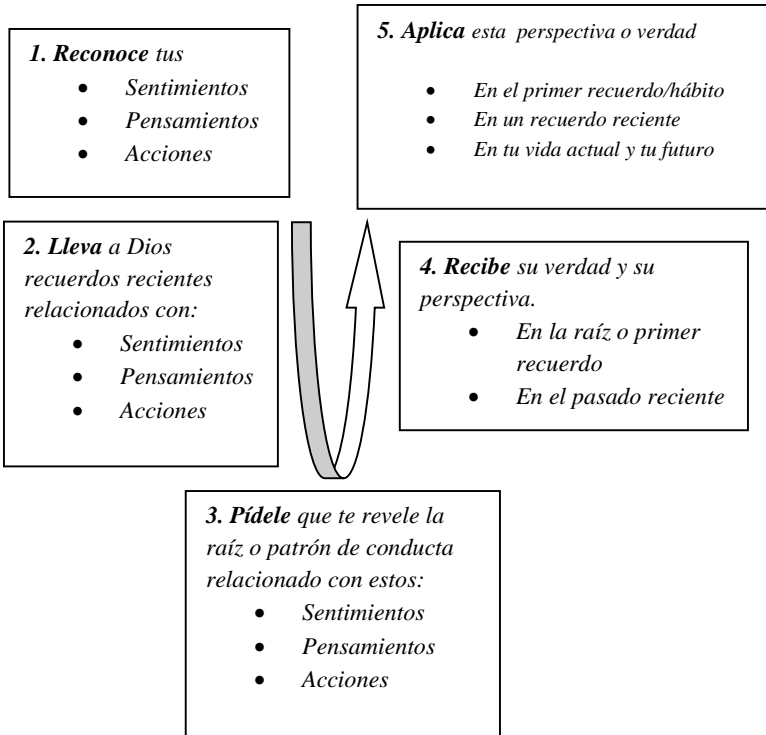 1. Reconoce tus
• Sentimientos
• Pensamientos
• Acciones
2. Lleva a Dios
recuerdos recientes
relacionados con:
• Sentimientos
• Pensamientos
• Acciones
3. Pídele que te revele la
raíz o patrón de conducta
relacionado con estos:
• Sentimientos
• Pensamientos
• Acciones
4. Recibe su verdad y su
perspectiva.
• En la raíz o primer
recuerdo
• En el pasado reciente
5. Aplica esta perspectiva o verdad
• En el primer recuerdo/hábito
• En un recuerdo reciente
• En tu vida actual y tu futuro